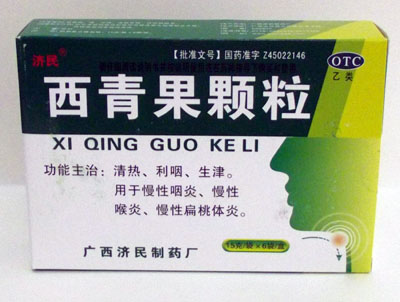 济民®
【批准文号】国药准字 Z45022146
OTC
乙类
西青果颗粒
XI QING GUO KE LI
功能主治：清热、利咽、生津。
用于慢性咽炎、慢性
喉炎、慢性扁桃体炎。
15克/袋×6袋/盒
广西济民制药厂